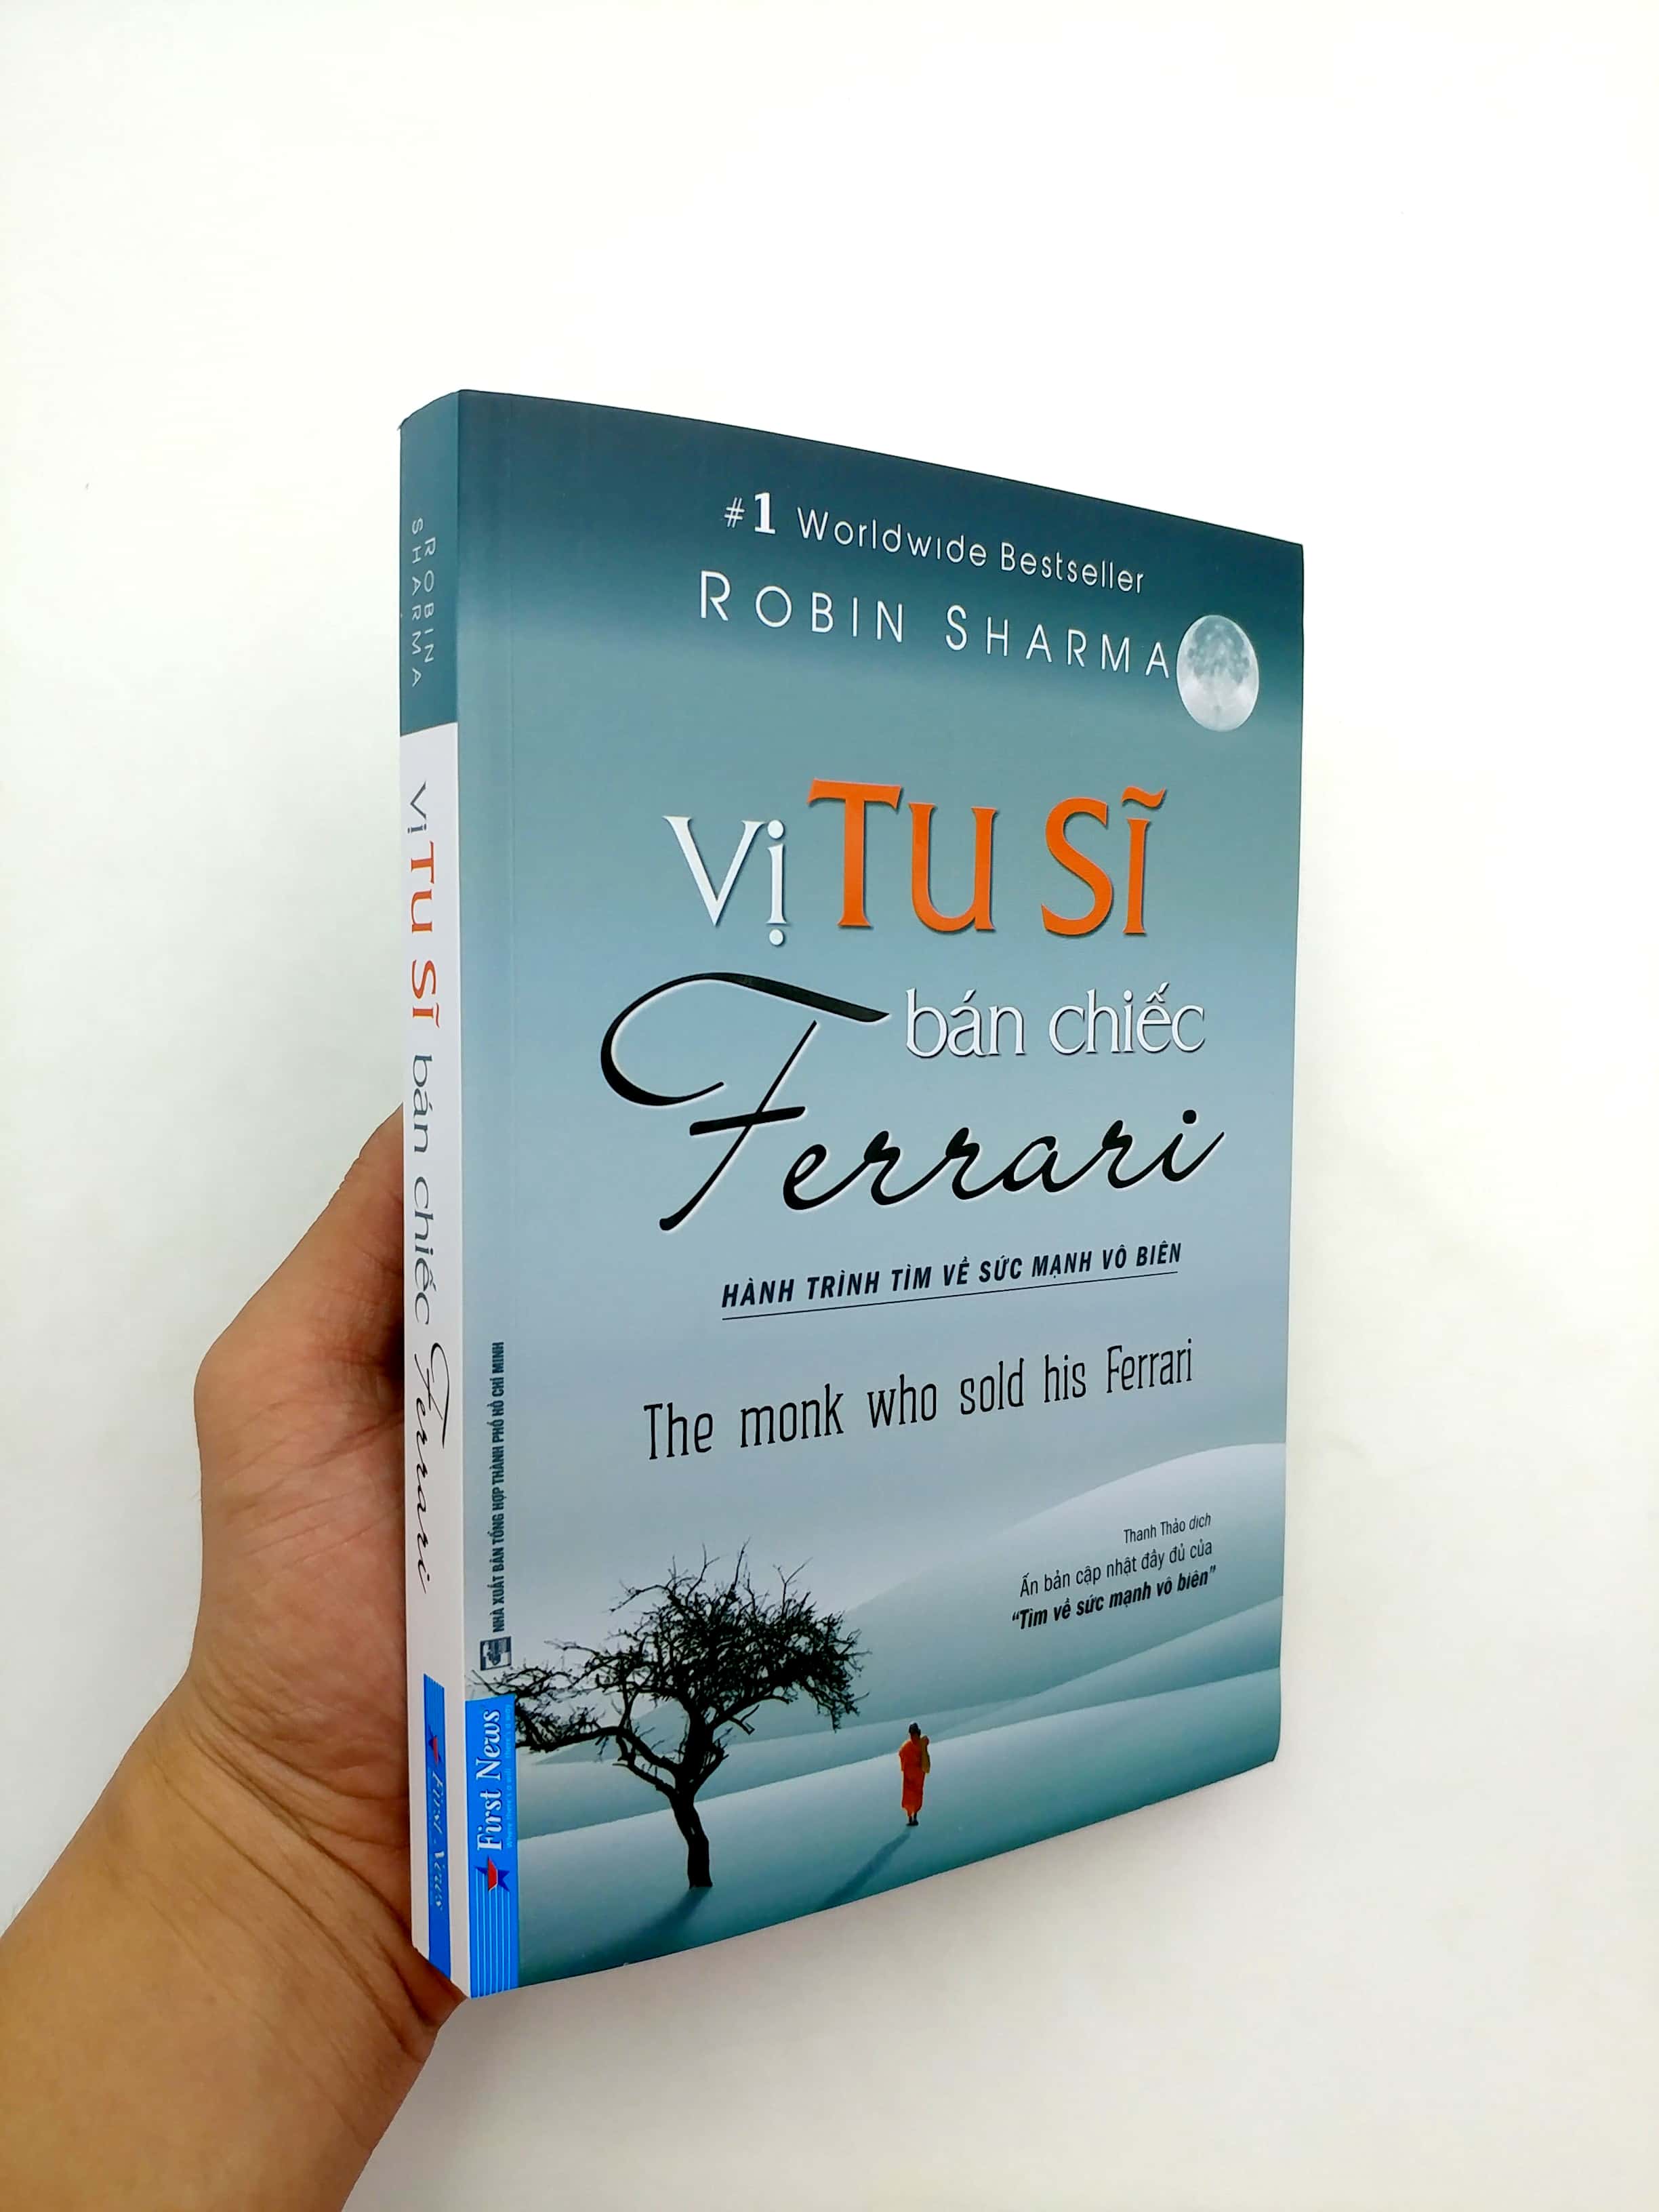 #1 Worldwide Bestseller
ROBIN SHARMA
Vị TU SĨ
bán chiếc
Ferrari
HÀNH TRÌNH TÌM VỀ SỨC MẠNH VÔ BIÊN
The monk who sold his Ferrari
Thanh Thảo dịch
Ấn bản cập nhật đầy đủ của
“Tìm về sức mạnh vô biên”
NHÀ XUẤT BẢN TỔNG HỢP THÀNH PHỐ HỒ CHÍ MINH
First News
ROBIN
SHARMA
Vị TU SĨ bán chiếc Ferrari
First News